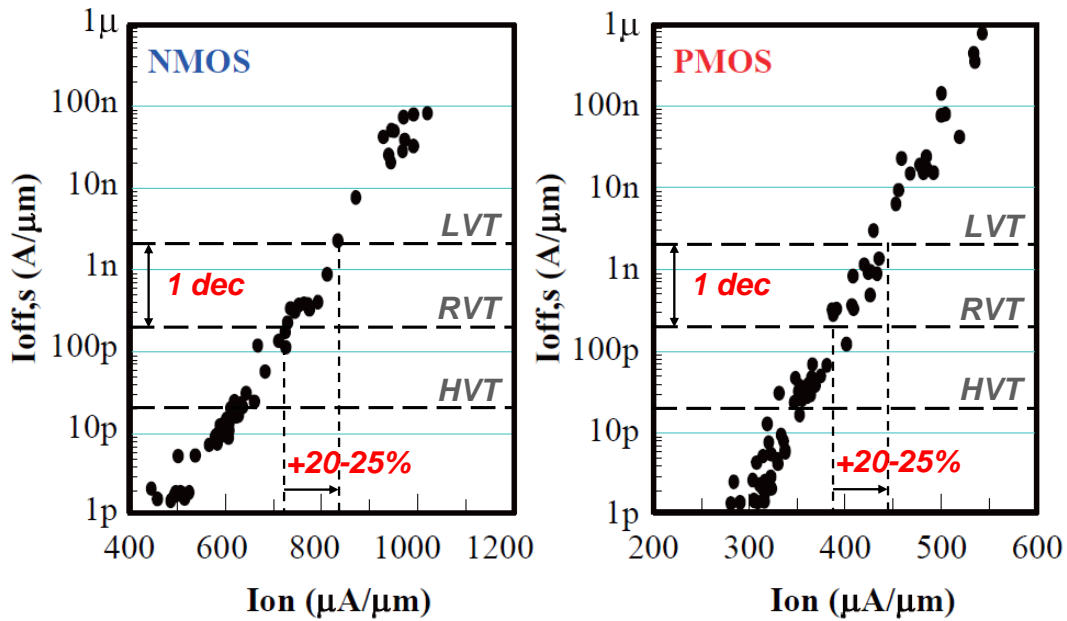 NMOS
1μ
100n
10n
1n
100p
10p
1p
Ioff,s (A/μm)
LVT
1 dec
RVT
HVT
+20-25%
400
600
800
1000
1200
Ion (μA/μm)
PMOS
1μ
100n
10n
1n
100p
10p
1p
Ioff,s (A/μm)
LVT
1 dec
RVT
HVT
+20-25%
200
300
400
500
600
Ion (μA/μm)